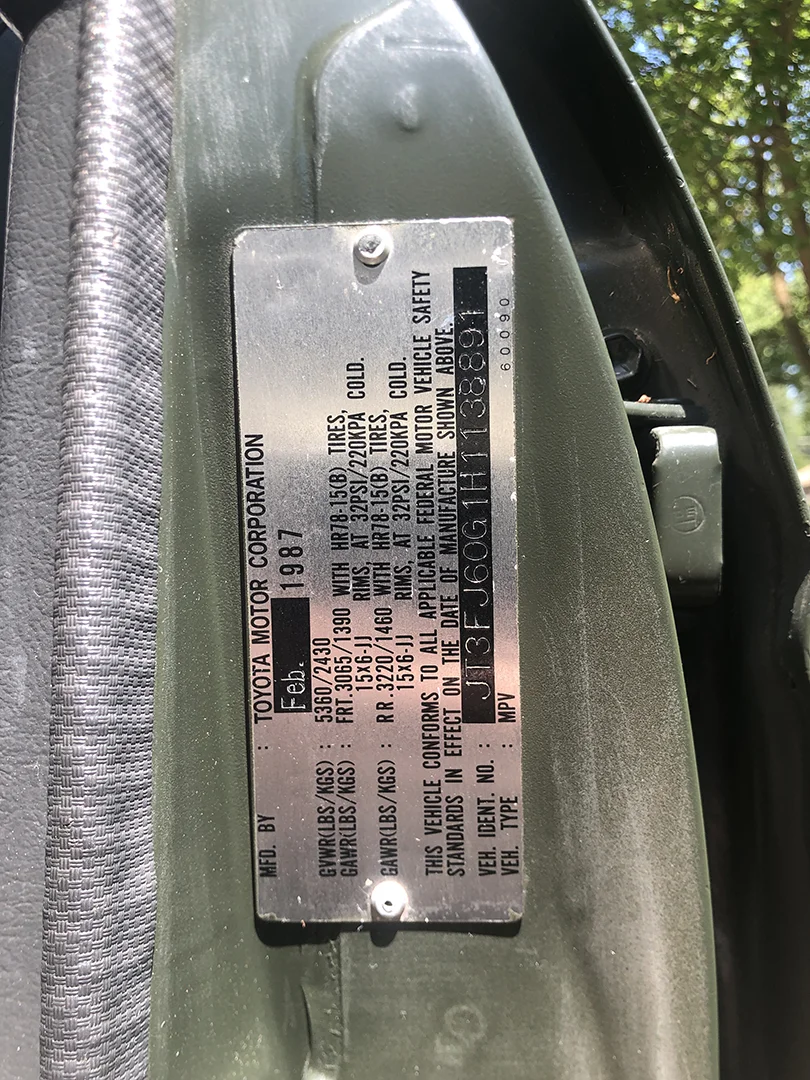 MFD. BY : TOYOTA MOTOR CORPORATION
Feb. 1987
GVWR(LBS/KGS) : 5360/2430
GAWR(LBS/KGS) : FRT.3065/1390 WITH HR78-15(B) TIRES,
15X6-JJ RIMS, AT 32PSI/220KPA COLD.
GAWR(LBS/KGS) : RR.3220/1460 WITH HR78-15(B) TIRES,
15X6-JJ RIMS, AT 32PSI/220KPA COLD.
THIS VEHICLE CONFORMS TO ALL APPLICABLE FEDERAL MOTOR VEHICLE SAFETY
STANDARDS IN EFFECT ON THE DATE OF MANUFACTURE SHOWN ABOVE.
VEH. IDENT. NO. : JT3FJ60G1H1138891
VEH. TYPE : MPV 60090